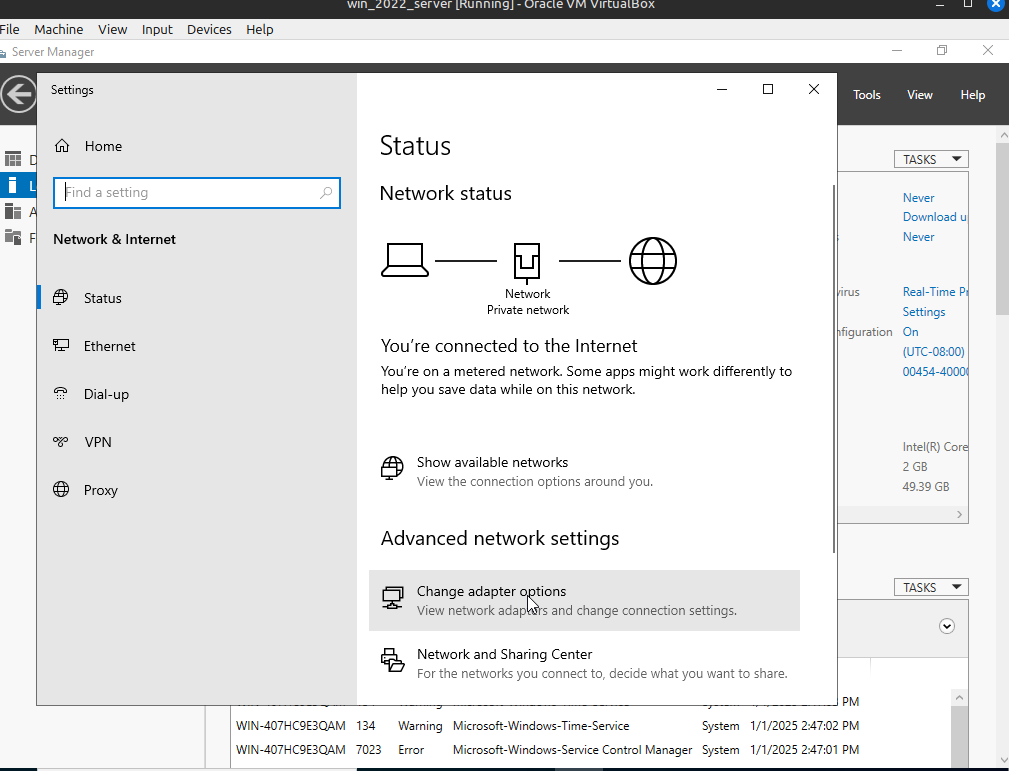 win_2022_server [Running] - Oracle VM VirtualBox
File Machine View Input Devices Help
Server Manager
Tools View Help
Settings
Home
Find a setting
Network & Internet
Status
Ethernet
Dial-up
VPN
Proxy
Status
Network status
Network
Private network
You're connected to the Internet
You're on a metered network. Some apps might work differently to
help you save data while on this network.
Show available networks
View the connection options around you.
Advanced network settings
Change adapter options
View network adapters and change connection settings.
Network and Sharing Center
For the networks you connect to, decide what you want to share.
TASKS
Never
Download u
Never
Real-Time Pr
Settings
On
(UTC-08:00)
00454-4000
Intel(R) Core
2 GB
49.39 GB
TASKS
WIN-407HC9E3QAM 134 Warning Microsoft-Windows-Time-Service System 1/1/2025 2:47:02 PM
WIN-407HC9E3QAM 7023 Error Microsoft-Windows-Service Control Manager System 1/1/2025 2:47:01 PM